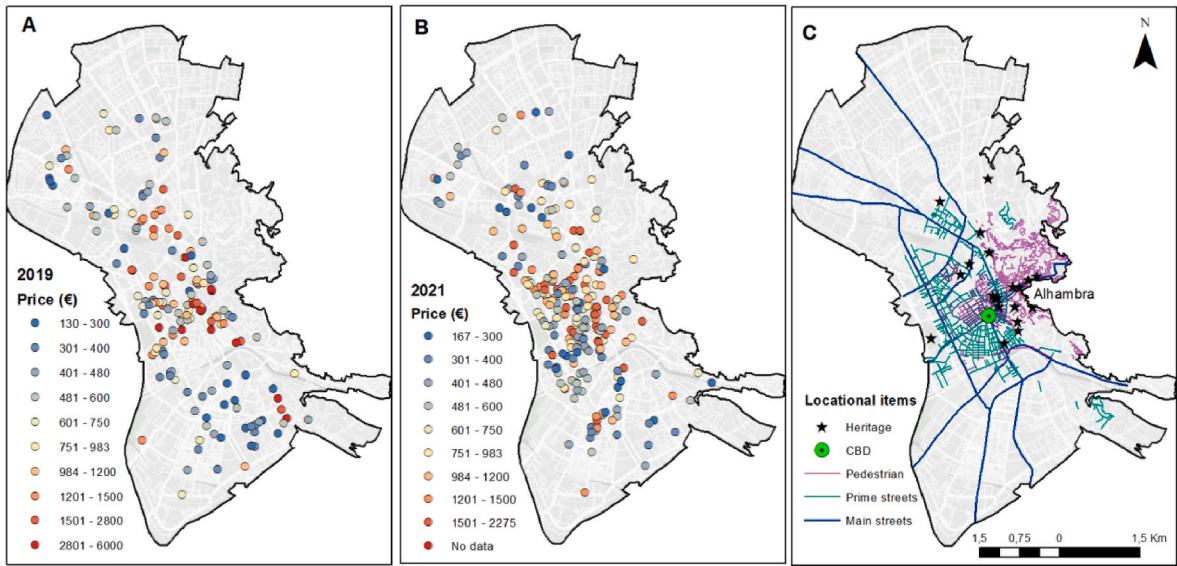 A
2019
Price (€)
130 - 300
301 - 400
401 - 480
481 - 600
601 - 750
751 - 983
984 - 1200
1201 - 1500
1501 - 2800
2801 - 6000
B
2021
Price (€)
167 - 300
301 - 400
401 - 480
481 - 600
601 - 750
751 - 983
984 - 1200
1201 - 1500
1501 - 2275
No data
C
N
Alhambra
Locational items
Heritage
CBD
Pedestrian
Prime streets
Main streets
1,5 0,75 0 1,5 Km